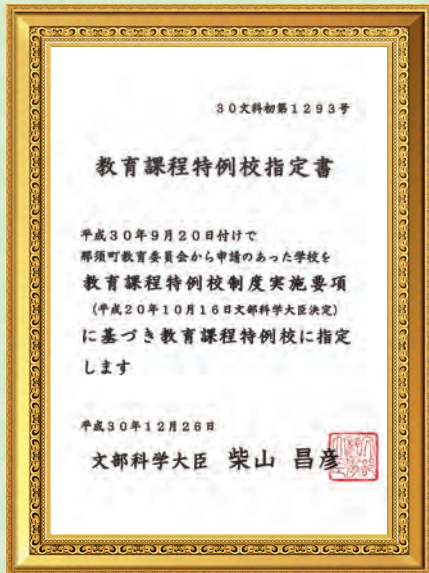 30文科初第1293号
教育課程特例校指定書
平成30年9月20日付けで
那須町教育委員会から申請のあった学校を
教育課程特例校制度実施要項
（平成20年10月16日文部科学大臣決定）
に基づき教育課程特例校に指定
します
平成30年12月26日
文部科学大臣 柴山 昌彦